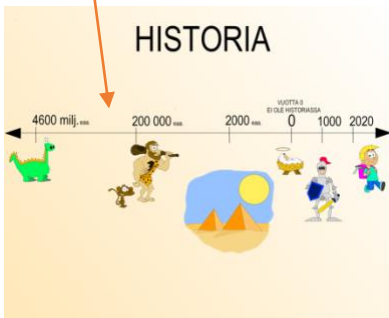 HISTORIA
VUOTTA 0
EI OLE HISTORIASSA
4600 milj. eaa. 200 000 eaa. 2000 eaa. 0 1000 2020